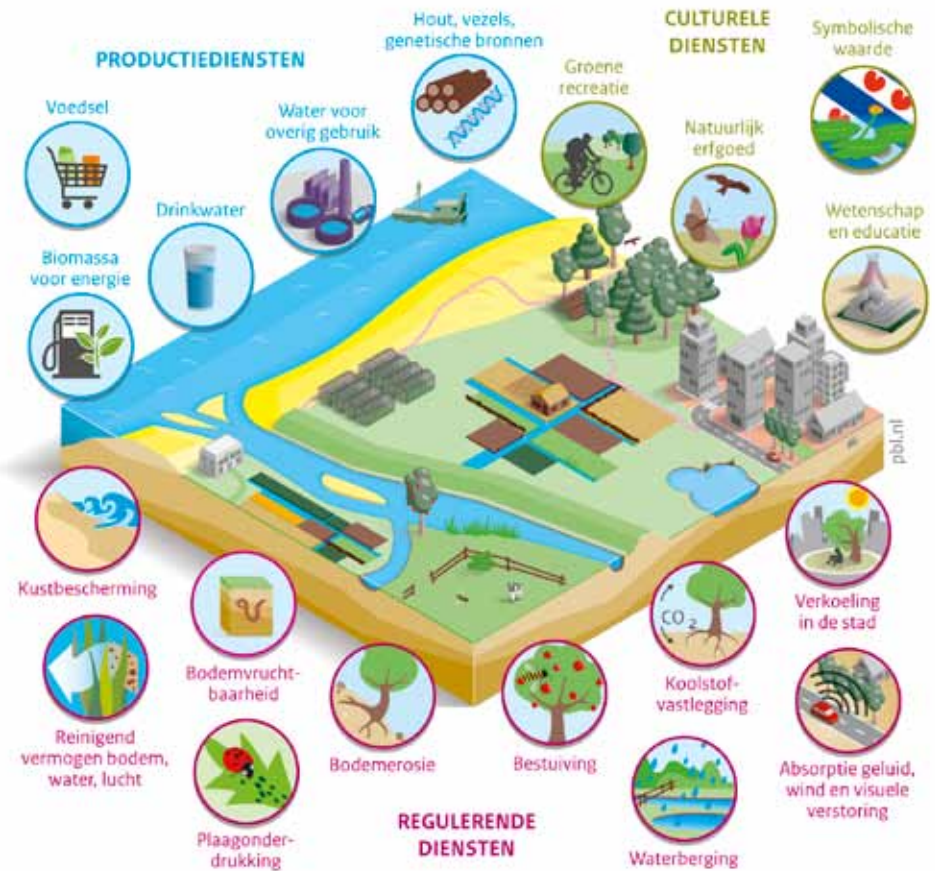 PRODUCTIEDIENSTEN
Voedsel
Biomassa
voor energie
Drinkwater
Water voor
overig gebruik
Hout, vezels,
genetische bronnen
CULTURELE
DIENSTEN
Groene
recreatie
Natuurlijk
erfgoed
Symbolische
waarde
Wetenschap
en educatie
pbl.nl
Kustbescherming
Reinigend
vermogen bodem,
water, lucht
Bodemvrucht-
baarheid
Plaagonder-
drukking
Bodemerosie
Bestuiving
CO2
Koolstof-
vastlegging
Waterberging
Verkoeling
in de stad
Absorptie geluid,
wind en visuele
verstoring
REGULERENDE
DIENSTEN